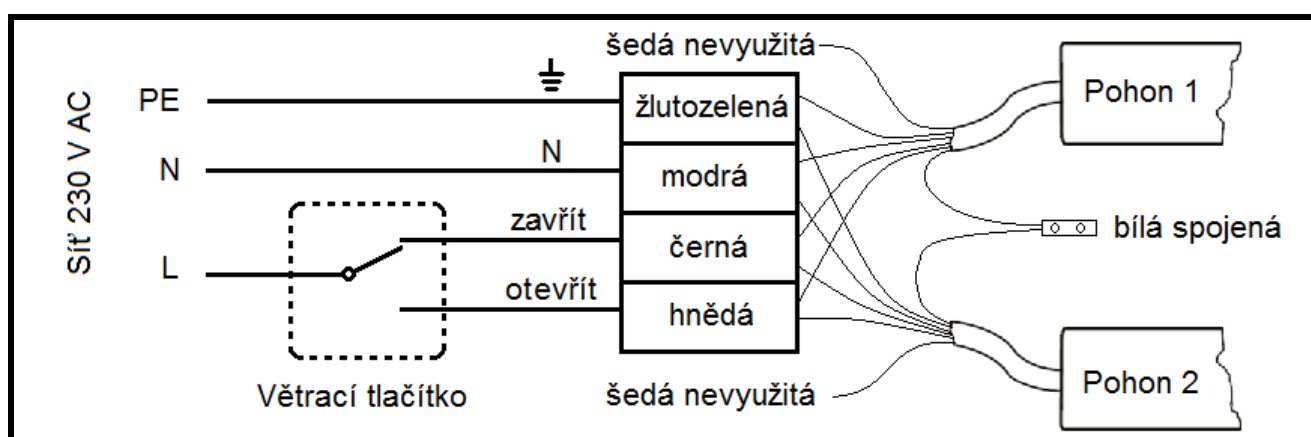 šedá nevyužitá
Pohon 1
Síť 230 V AC
PE
žlutozelená
N
N
modrá
zavřít
černá
bílá spojená
L
otevřít
hnědá
Větrací tlačítko
šedá nevyužitá
Pohon 2